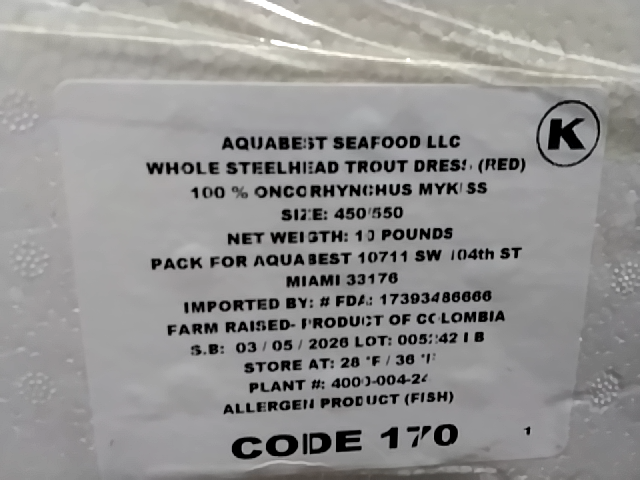 K
AQUABEST SEAFOOD LLC
WHOLE STEELHEAD TROUT (RED)
100 % ONCORHYNCHUS MYKISS
SIZE: 450/550
NET WEIGTH: 10 POUNDS
PACK FOR AQUABEST 10711 SW 104th ST
MIAMI 33176
IMPORTED BY: # FDA: 17393486666
FARM RAISED- PRODUCT OF COLOMBIA
S.B: 03 / 05 / 2026 LOT:
STORE AT: 28 °F / 36 °F
PLANT #:
ALLERGEN PRODUCT (FISH)
CODE 170
1